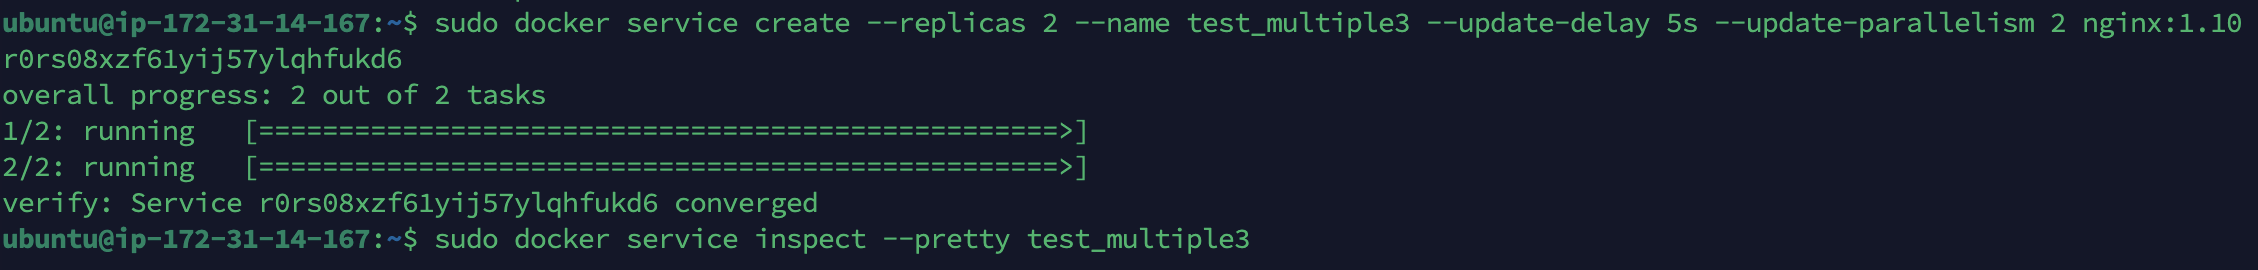 ubuntu@ip-172-31-14-167:~$ sudo docker service create --replicas 2 --name test_multiple3 --update-delay 5s --update-parallelism 2 nginx:1.10
r0rs08xzf61yij57ylqhfukd6
overall progress: 2 out of 2 tasks
1/2: running   [==================================================>]
2/2: running   [==================================================>]
verify: Service r0rs08xzf61yij57ylqhfukd6 converged
ubuntu@ip-172-31-14-167:~$ sudo docker service inspect --pretty test_multiple3